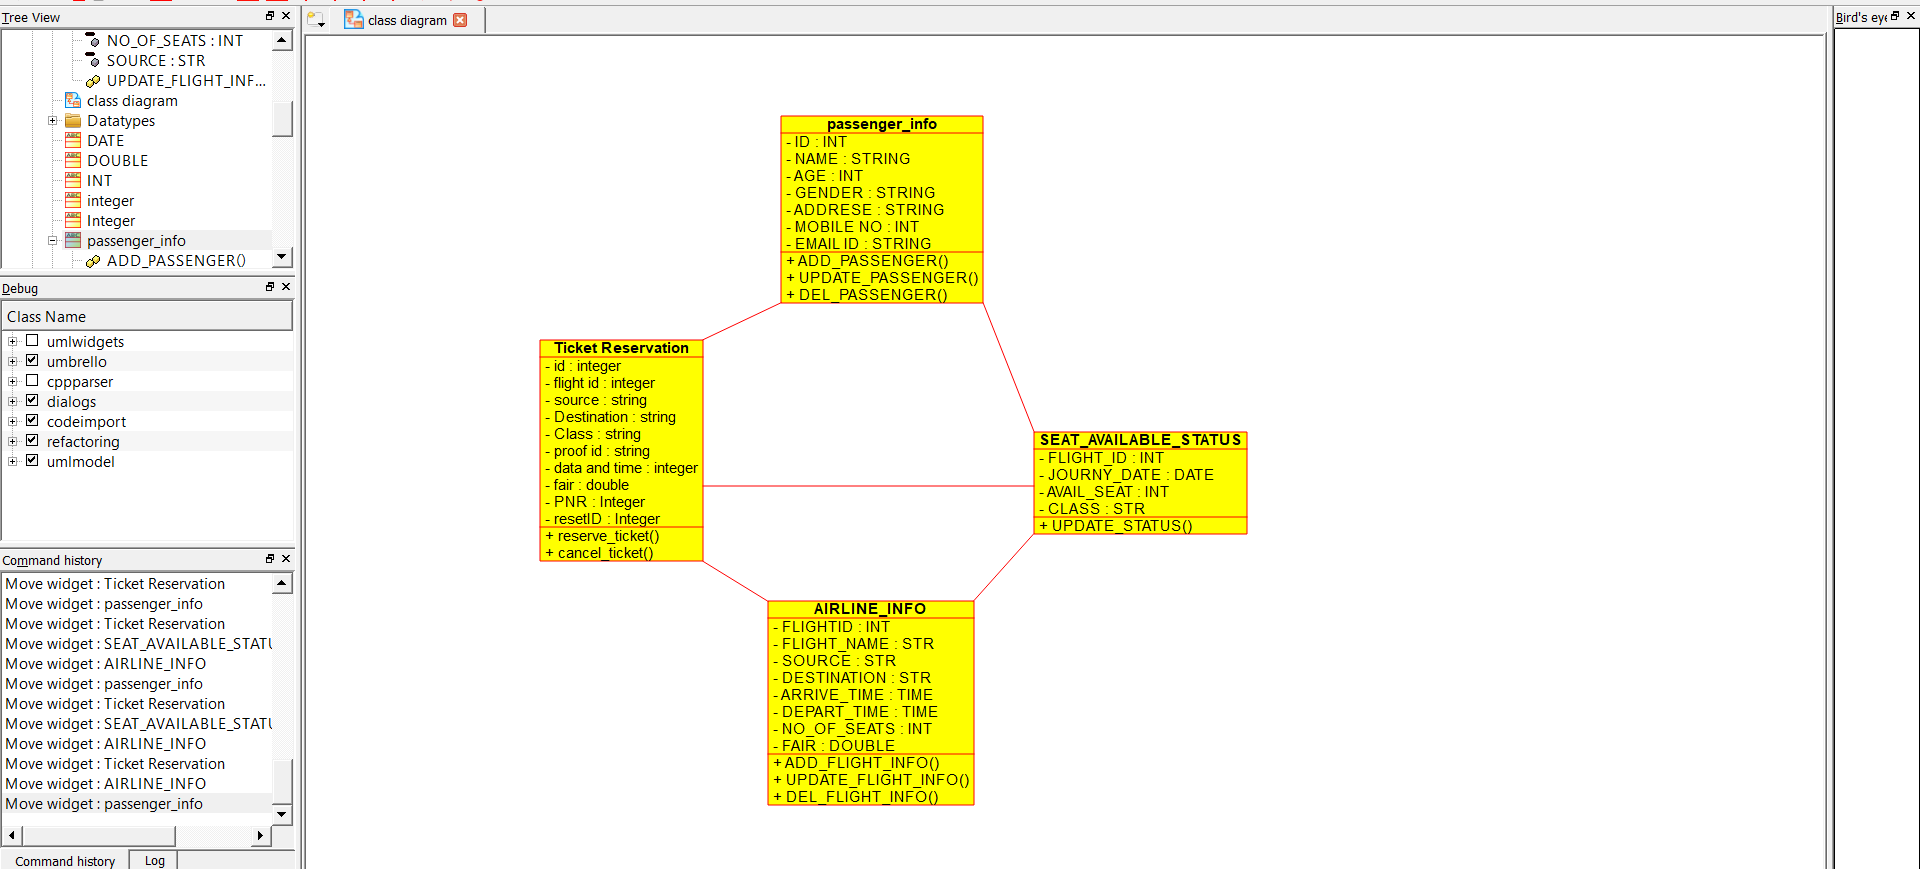 Tree View
NO_OF_SEATS : INT
SOURCE : STR
UPDATE_FLIGHT_INF...
class diagram
Datatypes
DATE
DOUBLE
INT
integer
Integer
passenger_info
ADD_PASSENGER()
Debug
Class Name
umlwidgets
umbrello
cppparser
dialogs
codeimport
refactoring
umlmodel
Command history
Move widget : Ticket Reservation
Move widget : passenger_info
Move widget : Ticket Reservation
Move widget : SEAT_AVAILABLE_STATU
Move widget : AIRLINE_INFO
Move widget : passenger_info
Move widget : Ticket Reservation
Move widget : SEAT_AVAILABLE_STATU
Move widget : AIRLINE_INFO
Move widget : Ticket Reservation
Move widget : AIRLINE_INFO
Move widget : passenger_info
Command history
Log
class diagram
passenger_info
- ID : INT
- NAME : STRING
- AGE : INT
- GENDER : STRING
- ADDRESE : STRING
- MOBILE NO : INT
- EMAIL ID : STRING
+ ADD_PASSENGER()
+ UPDATE_PASSENGER()
+ DEL_PASSENGER()
Ticket Reservation
- id : integer
- flight id : integer
- source : string
- Destination : string
- Class : string
- proof id : string
- data and time : integer
- fair : double
- PNR : Integer
- resetID : Integer
+ reserve_ticket()
+ cancel_ticket()
SEAT_AVAILABLE_STATUS
- FLIGHT_ID : INT
- JOURNY_DATE : DATE
- AVAIL_SEAT : INT
- CLASS : STR
+ UPDATE_STATUS()
AIRLINE_INFO
- FLIGHTID : INT
- FLIGHT_NAME : STR
- SOURCE : STR
- DESTINATION : STR
- ARRIVE_TIME : TIME
- DEPART_TIME : TIME
- NO_OF_SEATS : INT
- FAIR : DOUBLE
+ ADD_FLIGHT_INFO()
+ UPDATE_FLIGHT_INFO()
+ DEL_FLIGHT_INFO()
Bird's eye